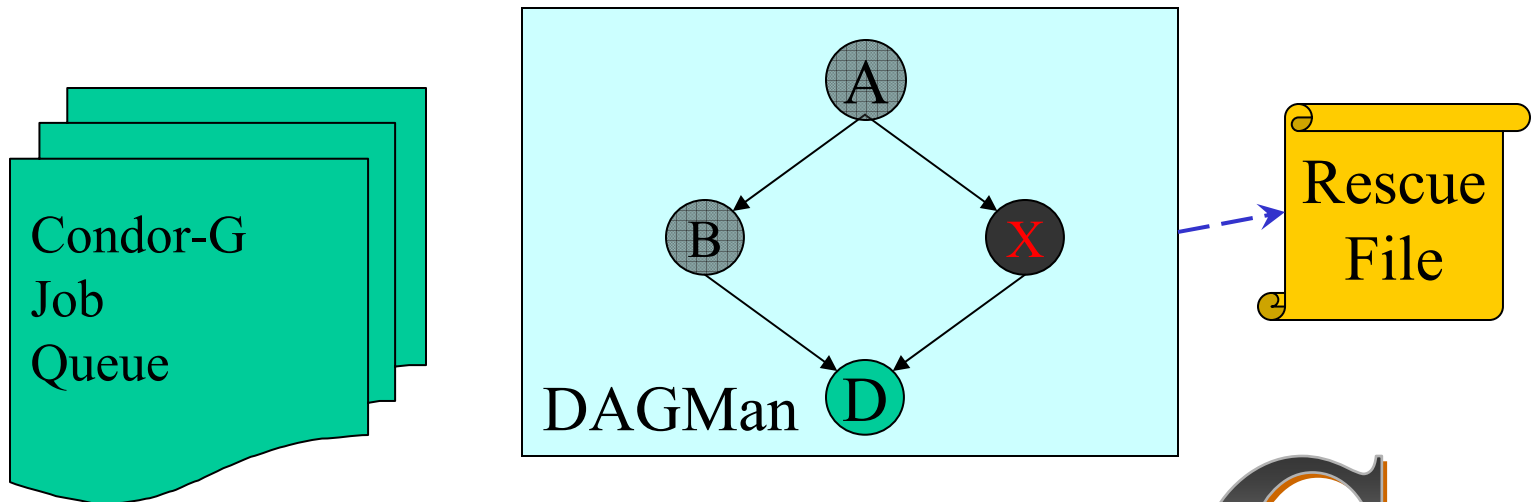 Condor-G
Job
Queue
A
B
X
D
DAGMan
Rescue
File